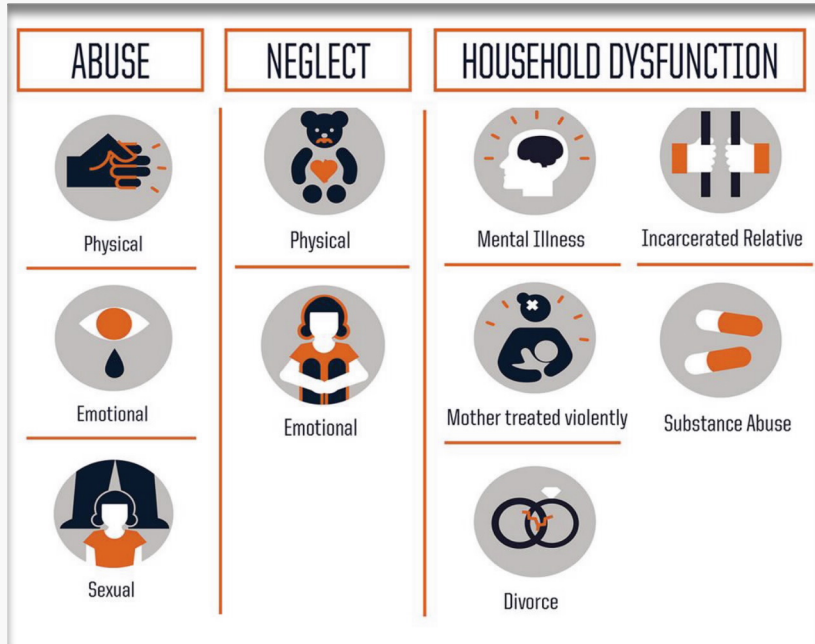 ABUSE
Physical
Emotional
Sexual
NEGLECT
Physical
Emotional
HOUSEHOLD DYSFUNCTION
Mental Illness
Incarcerated Relative
Mother treated violently
Substance Abuse
Divorce